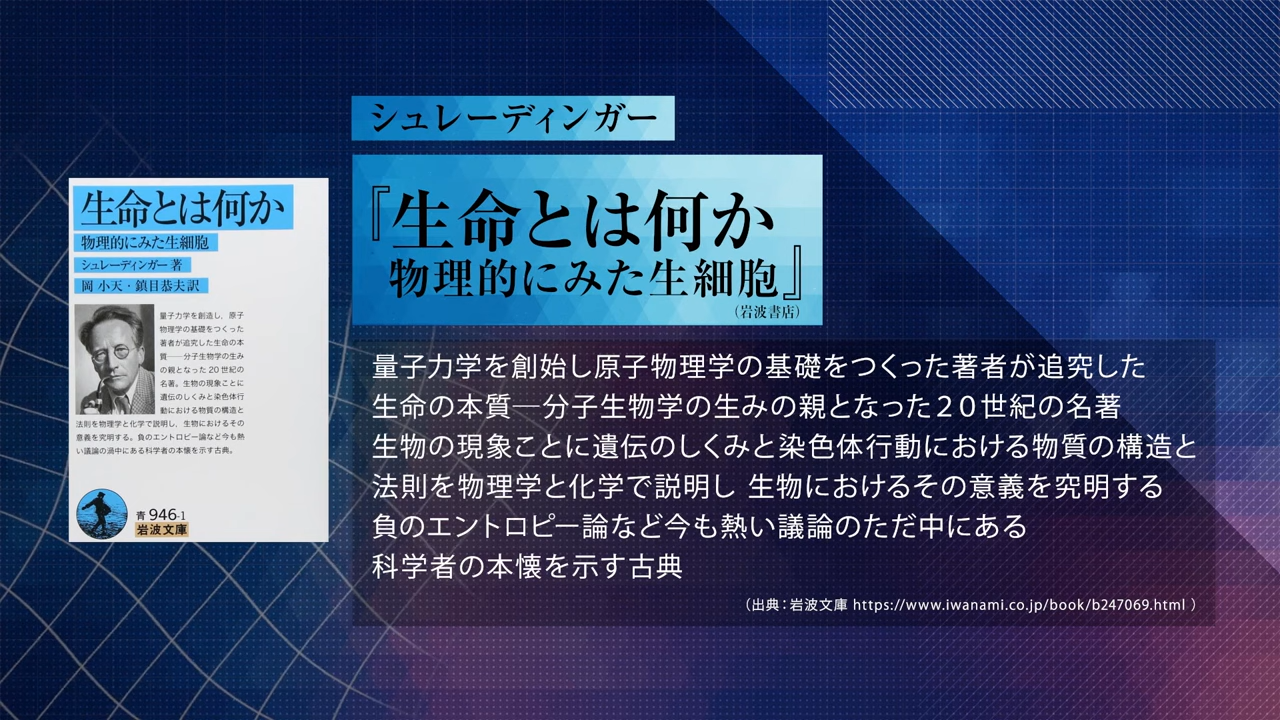 シュレーディンガー
『生命とは何か
物理的にみた生細胞』
(岩波書店)
生命とは何か
物理的にみた生細胞
シュレーディンガー 著
岡 小天・鎮目恭夫訳
量子力学を創造し,原子
物理学の基礎をつくった
著者が追究した生命の本
質――分子生物学の生み
の親となった20世紀の
名著。生物の現象ことに
遺伝のしくみと染色体行
動における物質の構造と
法則を物理学と化学で説明し,生物におけるその
意義を究明する。負のエントロピー論など今も熱
い議論の渦中にある科学者の本懐を示す古典。
青 946-1
岩波文庫
量子力学を創始し原子物理学の基礎をつくった著者が追究した
生命の本質―分子生物学の生みの親となった20世紀の名著
生物の現象ことに遺伝のしくみと染色体行動における物質の構造と
法則を物理学と化学で説明し 生物におけるその意義を究明する
負のエントロピー論など今も熱い議論のただ中にある
科学者の本懐を示す古典
(出典:岩波文庫 https://www.iwanami.co.jp/book/b247069.html )